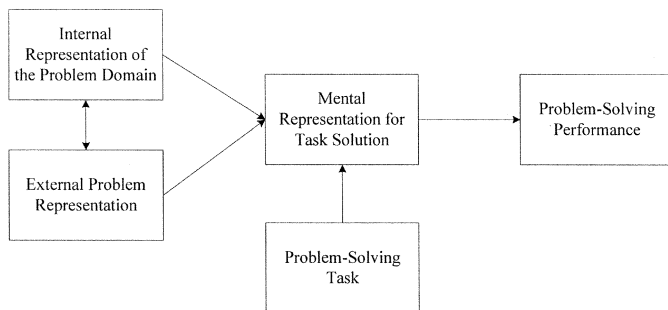 Internal
Representation of
the Problem Domain
External Problem
Representation
Mental
Representation for
Task Solution
Problem-Solving
Task
Problem-Solving
Performance